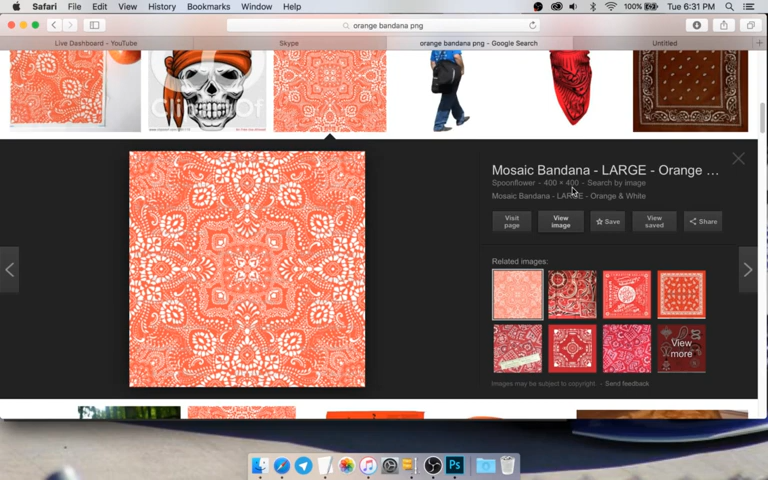 Safari File Edit View History Bookmarks Window Help
100% Tue 6:31 PM
orange bandana png
Live Dashboard - YouTube
Skype
orange bandana png - Google Search
Untitled
Mosaic Bandana - LARGE - Orange ...
Spoonflower - 400 × 400 - Search by image
Mosaic Bandana - LARGE - Orange & White
Visit page
View image
Save
View saved
Share
Related images:
View more
Images may be subject to copyright. - Send feedback